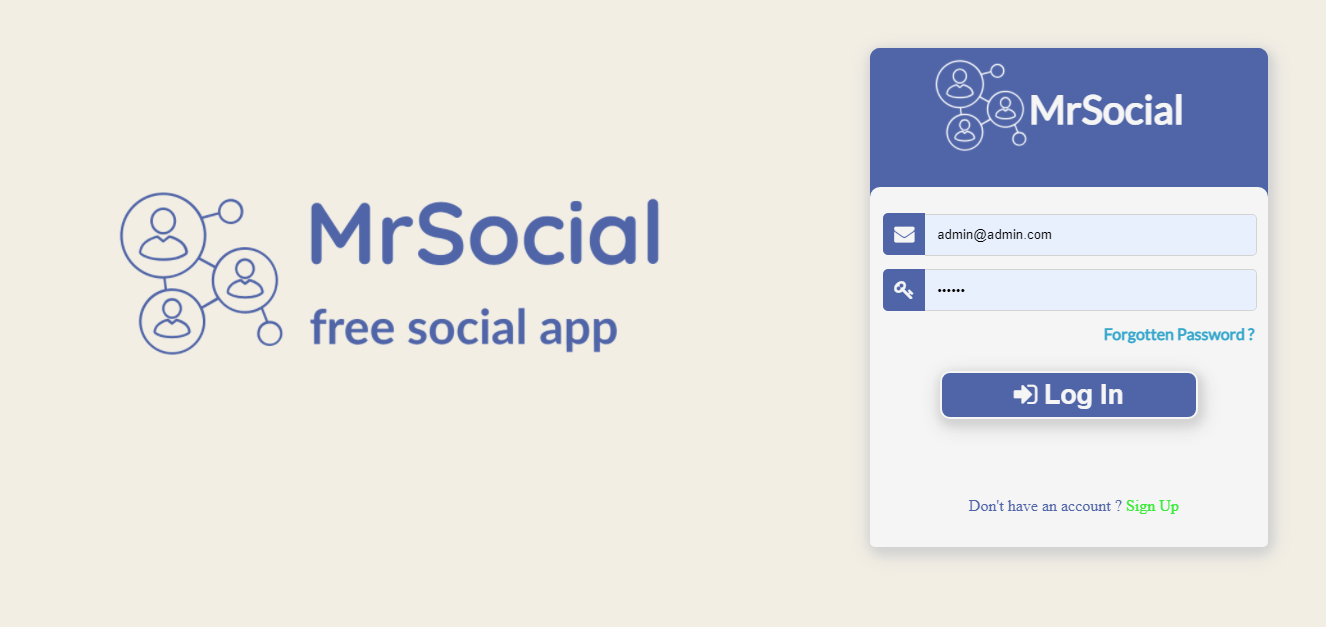 MrSocial
free social app
MrSocial
admin@admin.com
••••••
Forgotten Password ?
Log In
Don't have an account ? Sign Up